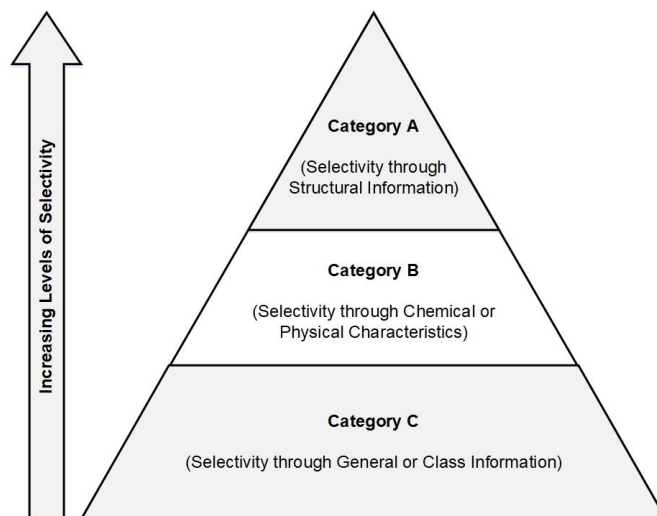 Increasing Levels of Selectivity
Category A
(Selectivity through
Structural Information)
Category B
(Selectivity through Chemical or
Physical Characteristics)
Category C
(Selectivity through General or Class Information)